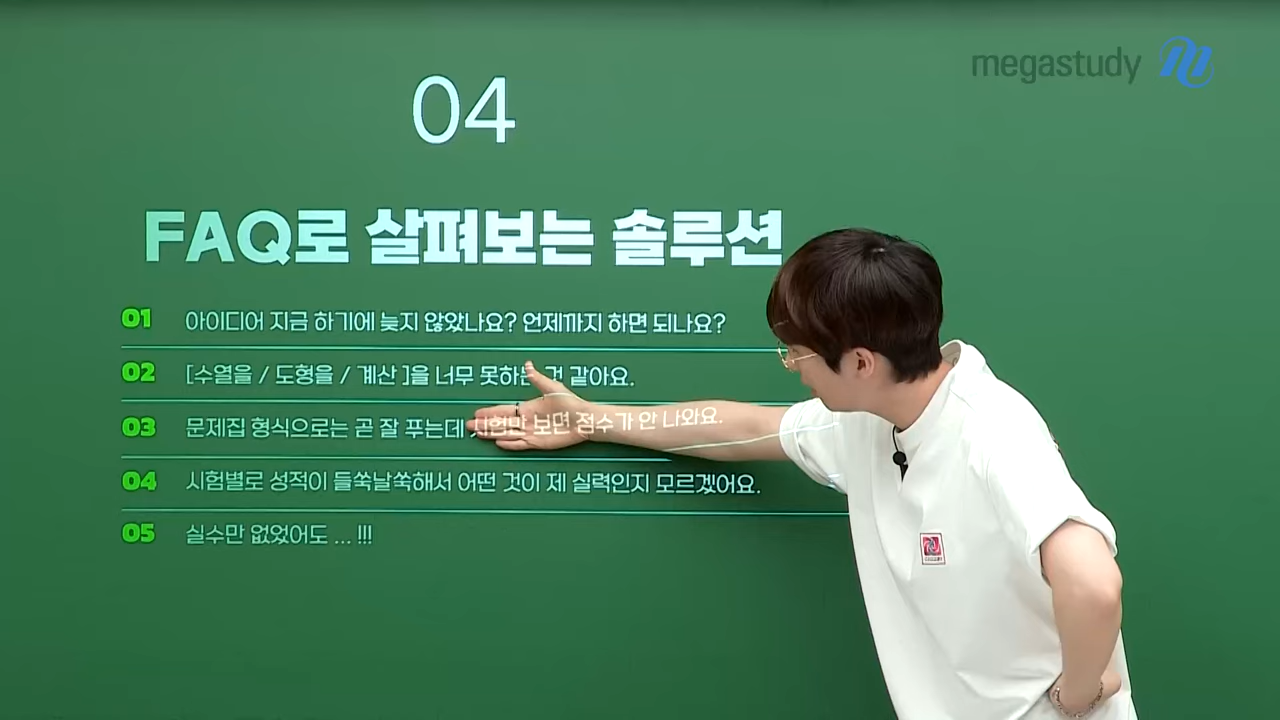 megastudy
04
FAQ로 살펴보는 솔루션
01 아이디어 지금 하기에 늦지 않았나요? 언제까지 하면 되나요?
02 [수열을 / 도형을 / 계산 ]을 너무 못하는 것 같아요.
03 문제집 형식으로는 곧 잘 푸는데 시험만 보면 점수가 안 나와요.
04 시험별로 성적이 들쑥날쑥해서 어떤 것이 제 실력인지 모르겠어요.
05 실수만 없었어도 ... !!!